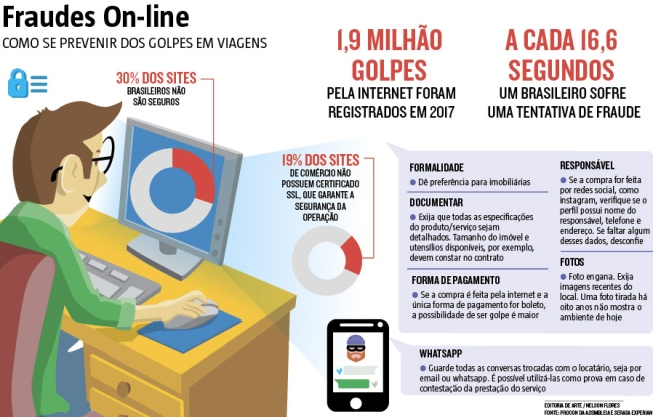 Fraudes On-line
COMO SE PREVENIR DOS GOLPES EM VIAGENS
30% DOS SITES
BRASILEIROS NÃO
SÃO SEGUROS
19% DOS SITES
DE COMÉRCIO NÃO
POSSUEM CERTIFICADO
SSL, QUE GARANTE A
SEGURANÇA DA
OPERAÇÃO
1,9 MILHÃO
GOLPES
PELA INTERNET FORAM
REGISTRADOS EM 2017
A CADA 16,6
SEGUNDOS
UM BRASILEIRO SOFRE
UMA TENTATIVA DE FRAUDE
FORMALIDADE
Dê preferência para imobiliárias
DOCUMENTAR
Exija que todas as especificações
do produto/serviço sejam
detalhados. Tamanho do imóvel e
utensílios disponíveis, por exemplo,
devem constar no contrato
FORMA DE PAGAMENTO
Se a compra é feita pela internet e a
única forma de pagamento for boleto,
a possibilidade de ser golpe é maior
RESPONSÁVEL
Se a compra for feita
por redes social, como
instagram, verifique se o
perfil possui nome do
responsável, telefone e
endereço. Se faltar algum
desses dados, desconfie
FOTOS
Foto engana. Exija
imagens recentes do
local. Uma foto tirada há
oito anos não mostra o
ambiente de hoje
WHATSAPP
Guarde todas as conversas trocadas com o locatário, seja por
email ou whatsapp. É possível utilizá-las como prova em caso de
contestação da prestação do serviço
EDITORIA DE ARTE / NELSON FLORES
FONTE: PROCON DA ASSEMBLEIA E SERASA EXPERIAN